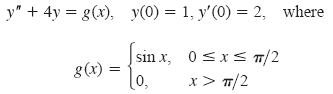 y" + 4y = g(x), y(0) = 1, y'(0) = 2, where
g(x) = { sin x, 0 ≤ x ≤ π/2
0, x > π/2